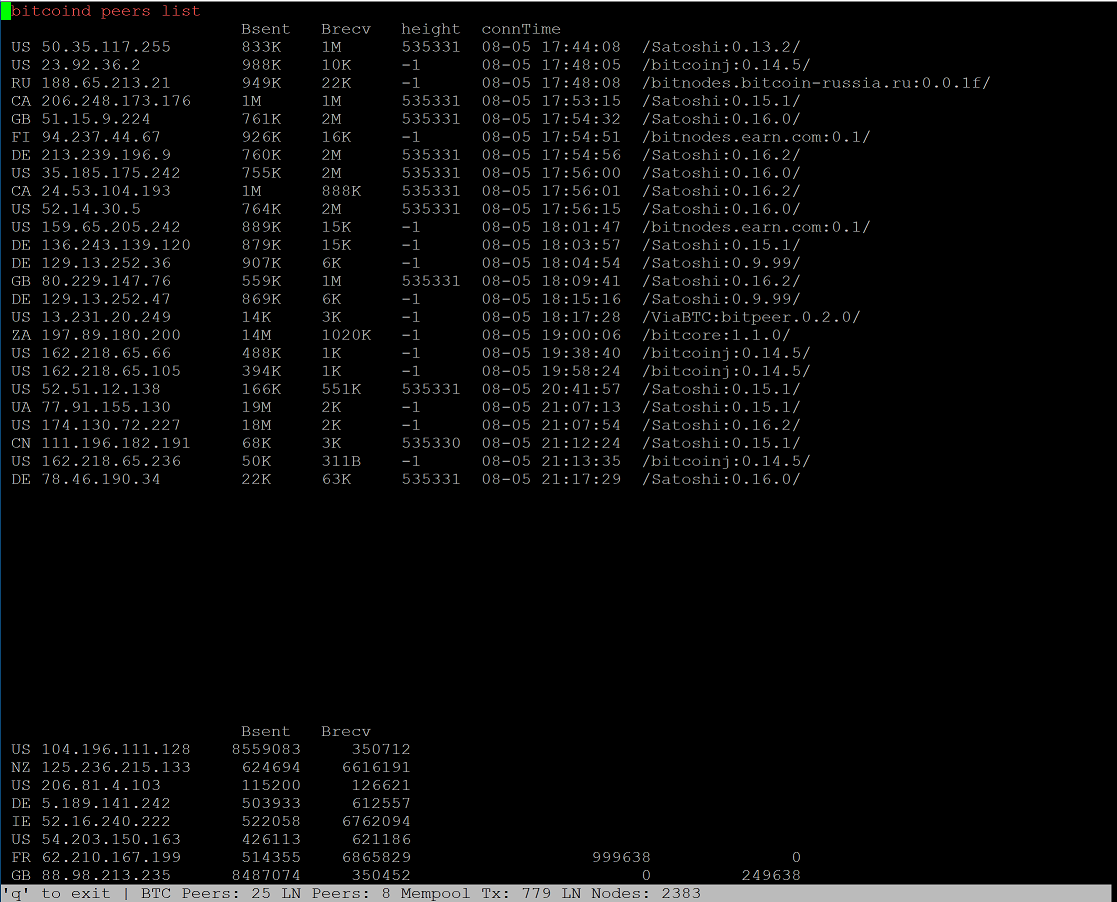 bitcoind peers list
Bsent Brecv height connTime
US 50.35.117.255 833K 1M 535331 08-05 17:44:08 /Satoshi:0.13.2/
US 23.92.36.2 988K 10K -1 08-05 17:48:05 /bitcoinj:0.14.5/
RU 188.65.213.21 949K 22K -1 08-05 17:48:08 /bitnodes.bitcoin-russia.ru:0.0.1f/
CA 206.248.173.176 1M 1M 535331 08-05 17:53:15 /Satoshi:0.15.1/
GB 51.15.9.224 761K 2M 535331 08-05 17:54:32 /Satoshi:0.16.0/
FI 94.237.44.67 926K 16K -1 08-05 17:54:51 /bitnodes.earn.com:0.1/
DE 213.239.196.9 760K 2M 535331 08-05 17:54:56 /Satoshi:0.16.2/
US 35.185.175.242 755K 2M 535331 08-05 17:56:00 /Satoshi:0.16.0/
CA 24.53.104.193 1M 888K 535331 08-05 17:56:01 /Satoshi:0.16.2/
US 52.14.30.5 764K 2M 535331 08-05 17:56:15 /Satoshi:0.16.0/
US 159.65.205.242 889K 15K -1 08-05 18:01:47 /bitnodes.earn.com:0.1/
DE 136.243.139.120 879K 15K -1 08-05 18:03:57 /Satoshi:0.15.1/
DE 129.13.252.36 907K 6K -1 08-05 18:04:54 /Satoshi:0.9.99/
GB 80.229.147.76 559K 1M 535331 08-05 18:09:41 /Satoshi:0.16.2/
DE 129.13.252.47 869K 6K -1 08-05 18:15:16 /Satoshi:0.9.99/
US 13.231.20.249 14K 3K -1 08-05 18:17:28 /ViaBTC:bitpeer.0.2.0/
ZA 197.89.180.200 14M 1020K -1 08-05 19:00:06 /bitcore:1.1.0/
US 162.218.65.66 488K 1K -1 08-05 19:38:40 /bitcoinj:0.14.5/
US 162.218.65.105 394K 1K -1 08-05 19:58:24 /bitcoinj:0.14.5/
US 52.51.12.138 166K 551K 535331 08-05 20:41:57 /Satoshi:0.15.1/
UA 77.91.155.130 19M 2K -1 08-05 21:07:13 /Satoshi:0.15.1/
US 174.130.72.227 18M 2K -1 08-05 21:07:54 /Satoshi:0.16.2/
CN 111.196.182.191 68K 3K 535330 08-05 21:12:24 /Satoshi:0.15.1/
US 162.218.65.236 50K 311B -1 08-05 21:13:35 /bitcoinj:0.14.5/
DE 78.46.190.34 22K 63K 535331 08-05 21:17:29 /Satoshi:0.16.0/
Bsent Brecv
US 104.196.111.128 8559083 350712
NZ 125.236.215.133 624694 6616191
US 206.81.4.103 115200 126621
DE 5.189.141.242 503933 612557
IE 52.16.240.222 522058 6762094
US 54.203.150.163 426113 621186
FR 62.210.167.199 514355 6865829 999638 0
GB 88.98.213.235 8487074 350452 0 249638
'q' to exit | BTC Peers: 25 LN Peers: 8 Mempool Tx: 779 LN Nodes: 2383